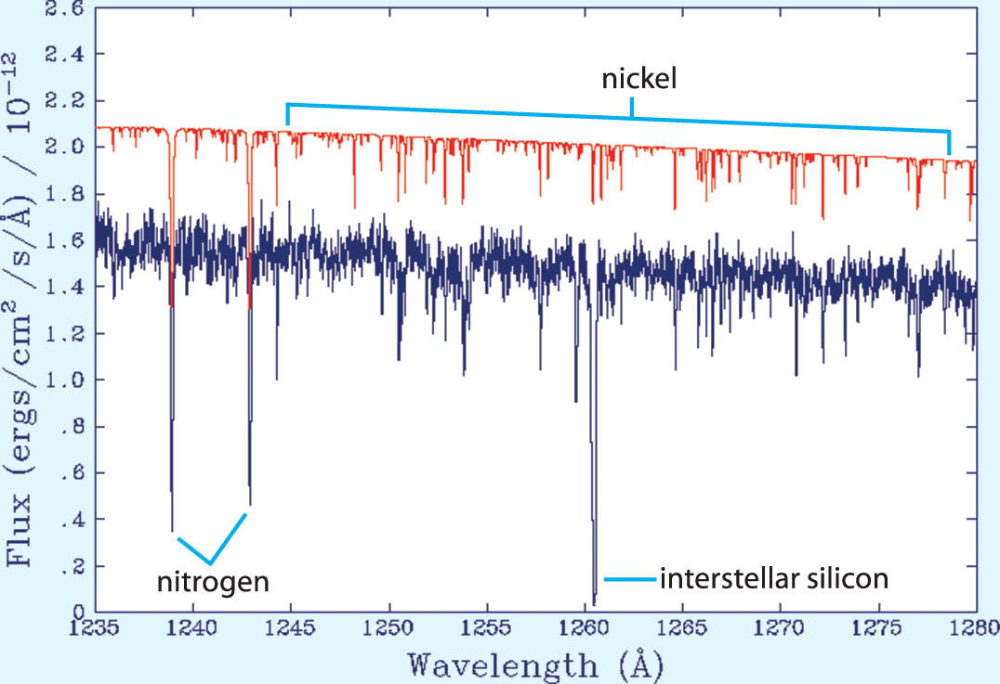 2.6
2.4
2.2
2.0
1.8
1.6
1.4
1.2
1.0
.8
.6
.4
.2
0
Flux (ergs/cm² /s/Å) / 10⁻¹²
nickel
nitrogen
interstellar silicon
1235 1240 1245 1250 1255 1260 1265 1270 1275 1280
Wavelength (Å)